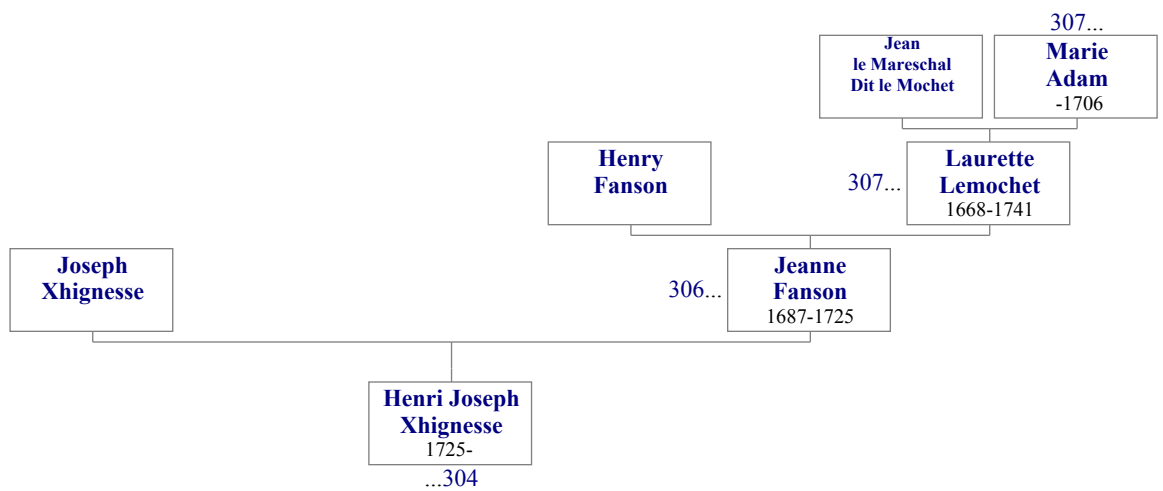 307...
Jean
le Mareschal
Dit le Mochet
Marie
Adam
-1706
Henry
Fanson
307...
Laurette
Lemochet
1668-1741
Joseph
Xhignesse
306...
Jeanne
Fanson
1687-1725
Henri Joseph
Xhignesse
1725-
...304